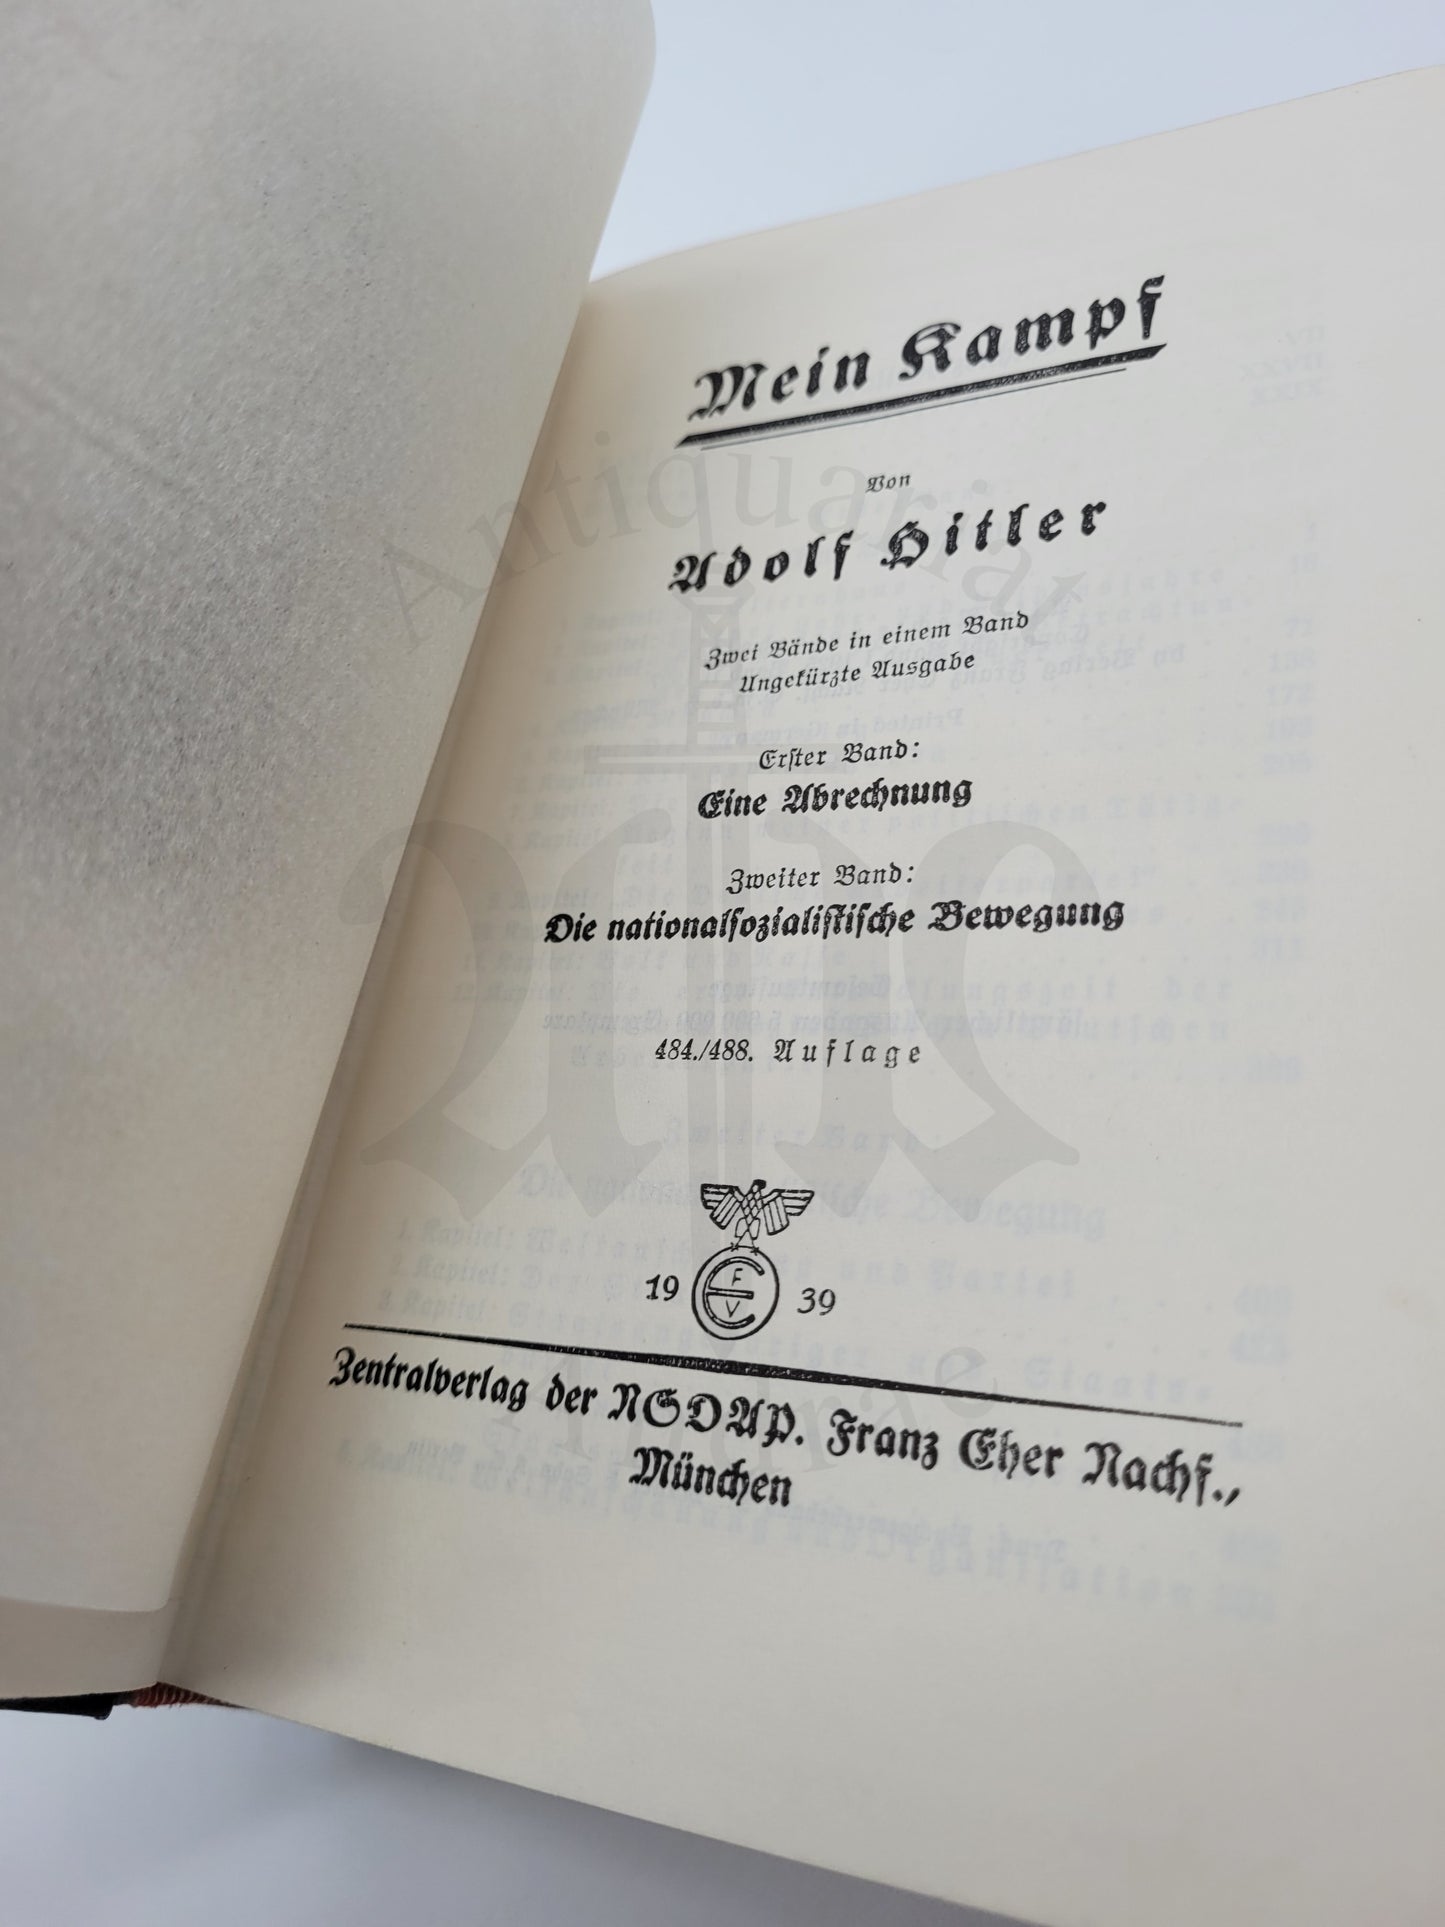 Mein Kampf
Von
Adolf Hitler
Zwei Bände in einem Band
Ungekürzte Ausgabe
Erster Band:
Eine Abrechnung
Zweiter Band:
Die nationalsozialistische Bewegung
484./488. Auflage
19 39
F
E
V
Zentralverlag der NSDAP. Franz Eher Nachf.,
München